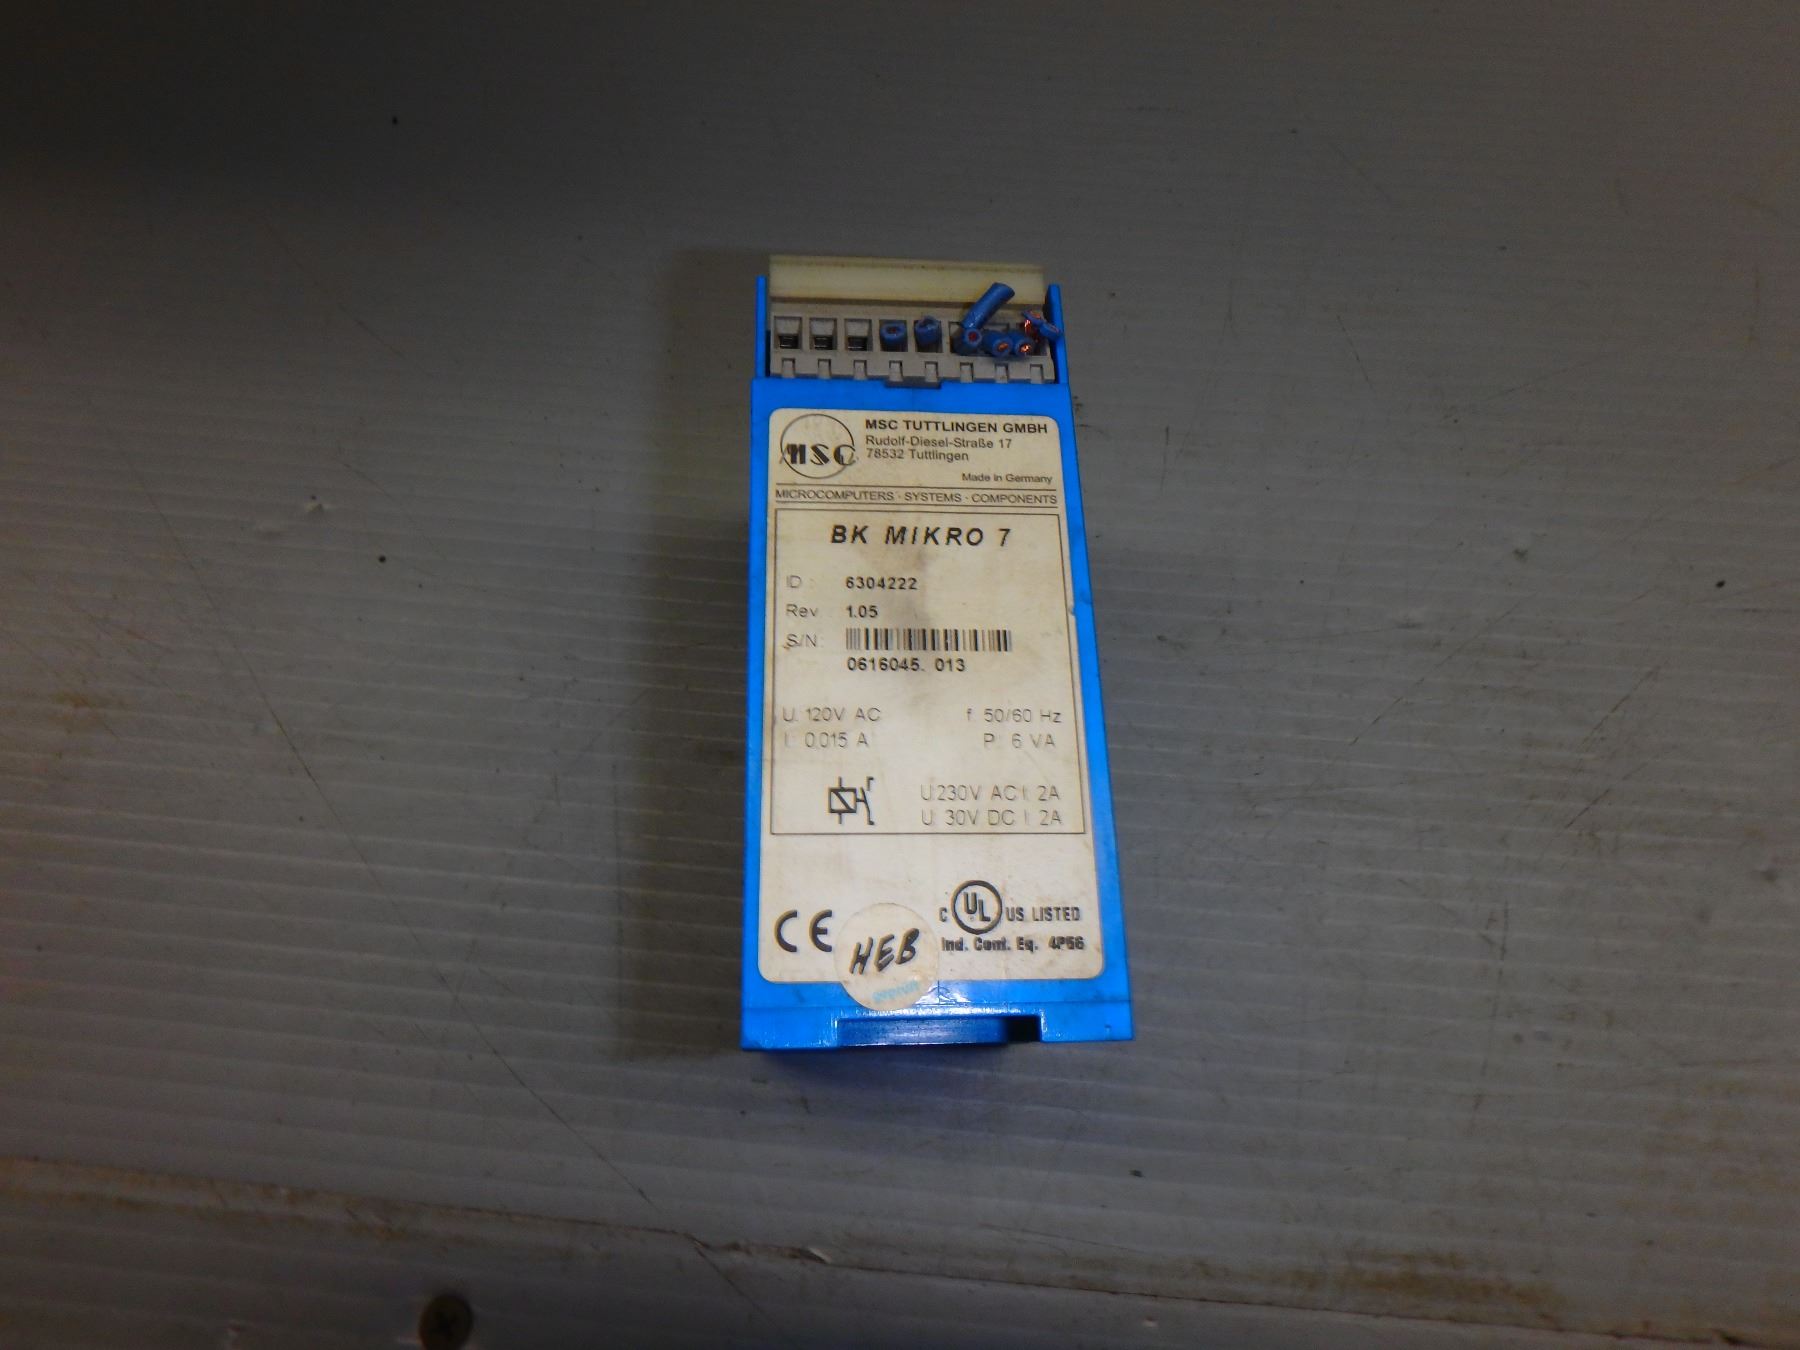 MSC
MSC TUTTLINGEN GMBH
Rudolf-Diesel-Straße 17
78532 Tuttlingen
Made in Germany
MICROCOMPUTERS · SYSTEMS · COMPONENTS
BK MIKRO 7
ID : 6304222
Rev : 1.05
S/N:
0616045. 013
U: 120V AC f: 50/60 Hz
I: 0.015 A P: 6 VA
U:230V AC I: 2A
U: 30V DC I: 2A
CE
HEB
C UL US LISTED
Ind. Cont. Eq. 4P56